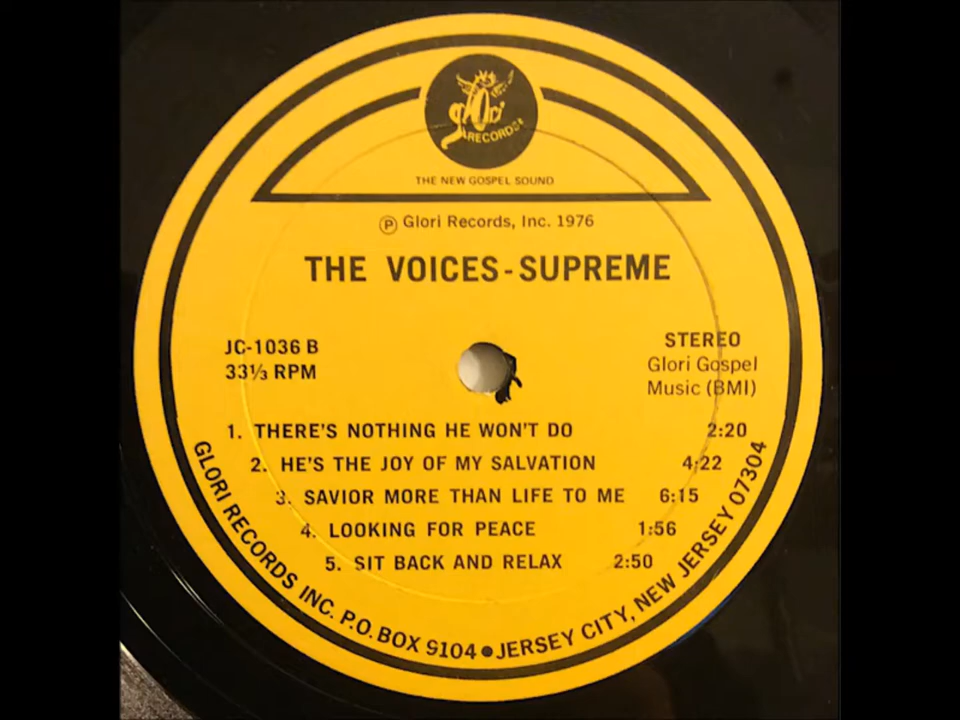 glori
RECORDS
THE NEW GOSPEL SOUND
Ⓟ Glori Records, Inc. 1976
THE VOICES-SUPREME
JC-1036 B
33⅓ RPM
STEREO
Glori Gospel
Music (BMI)
1. THERE'S NOTHING HE WON'T DO 2:20
2. HE'S THE JOY OF MY SALVATION 4:22
3. SAVIOR MORE THAN LIFE TO ME 6:15
4. LOOKING FOR PEACE 1:56
5. SIT BACK AND RELAX 2:50
GLORI RECORDS INC. P.O. BOX 9104 ● JERSEY CITY, NEW JERSEY 07304